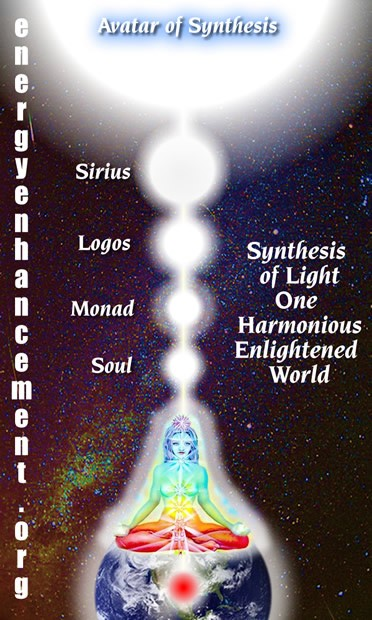 Avatar of Synthesis
energyenhancement.org
Sirius
Logos
Monad
Soul
Synthesis
of Light
One
Harmonious
Enlightened
World